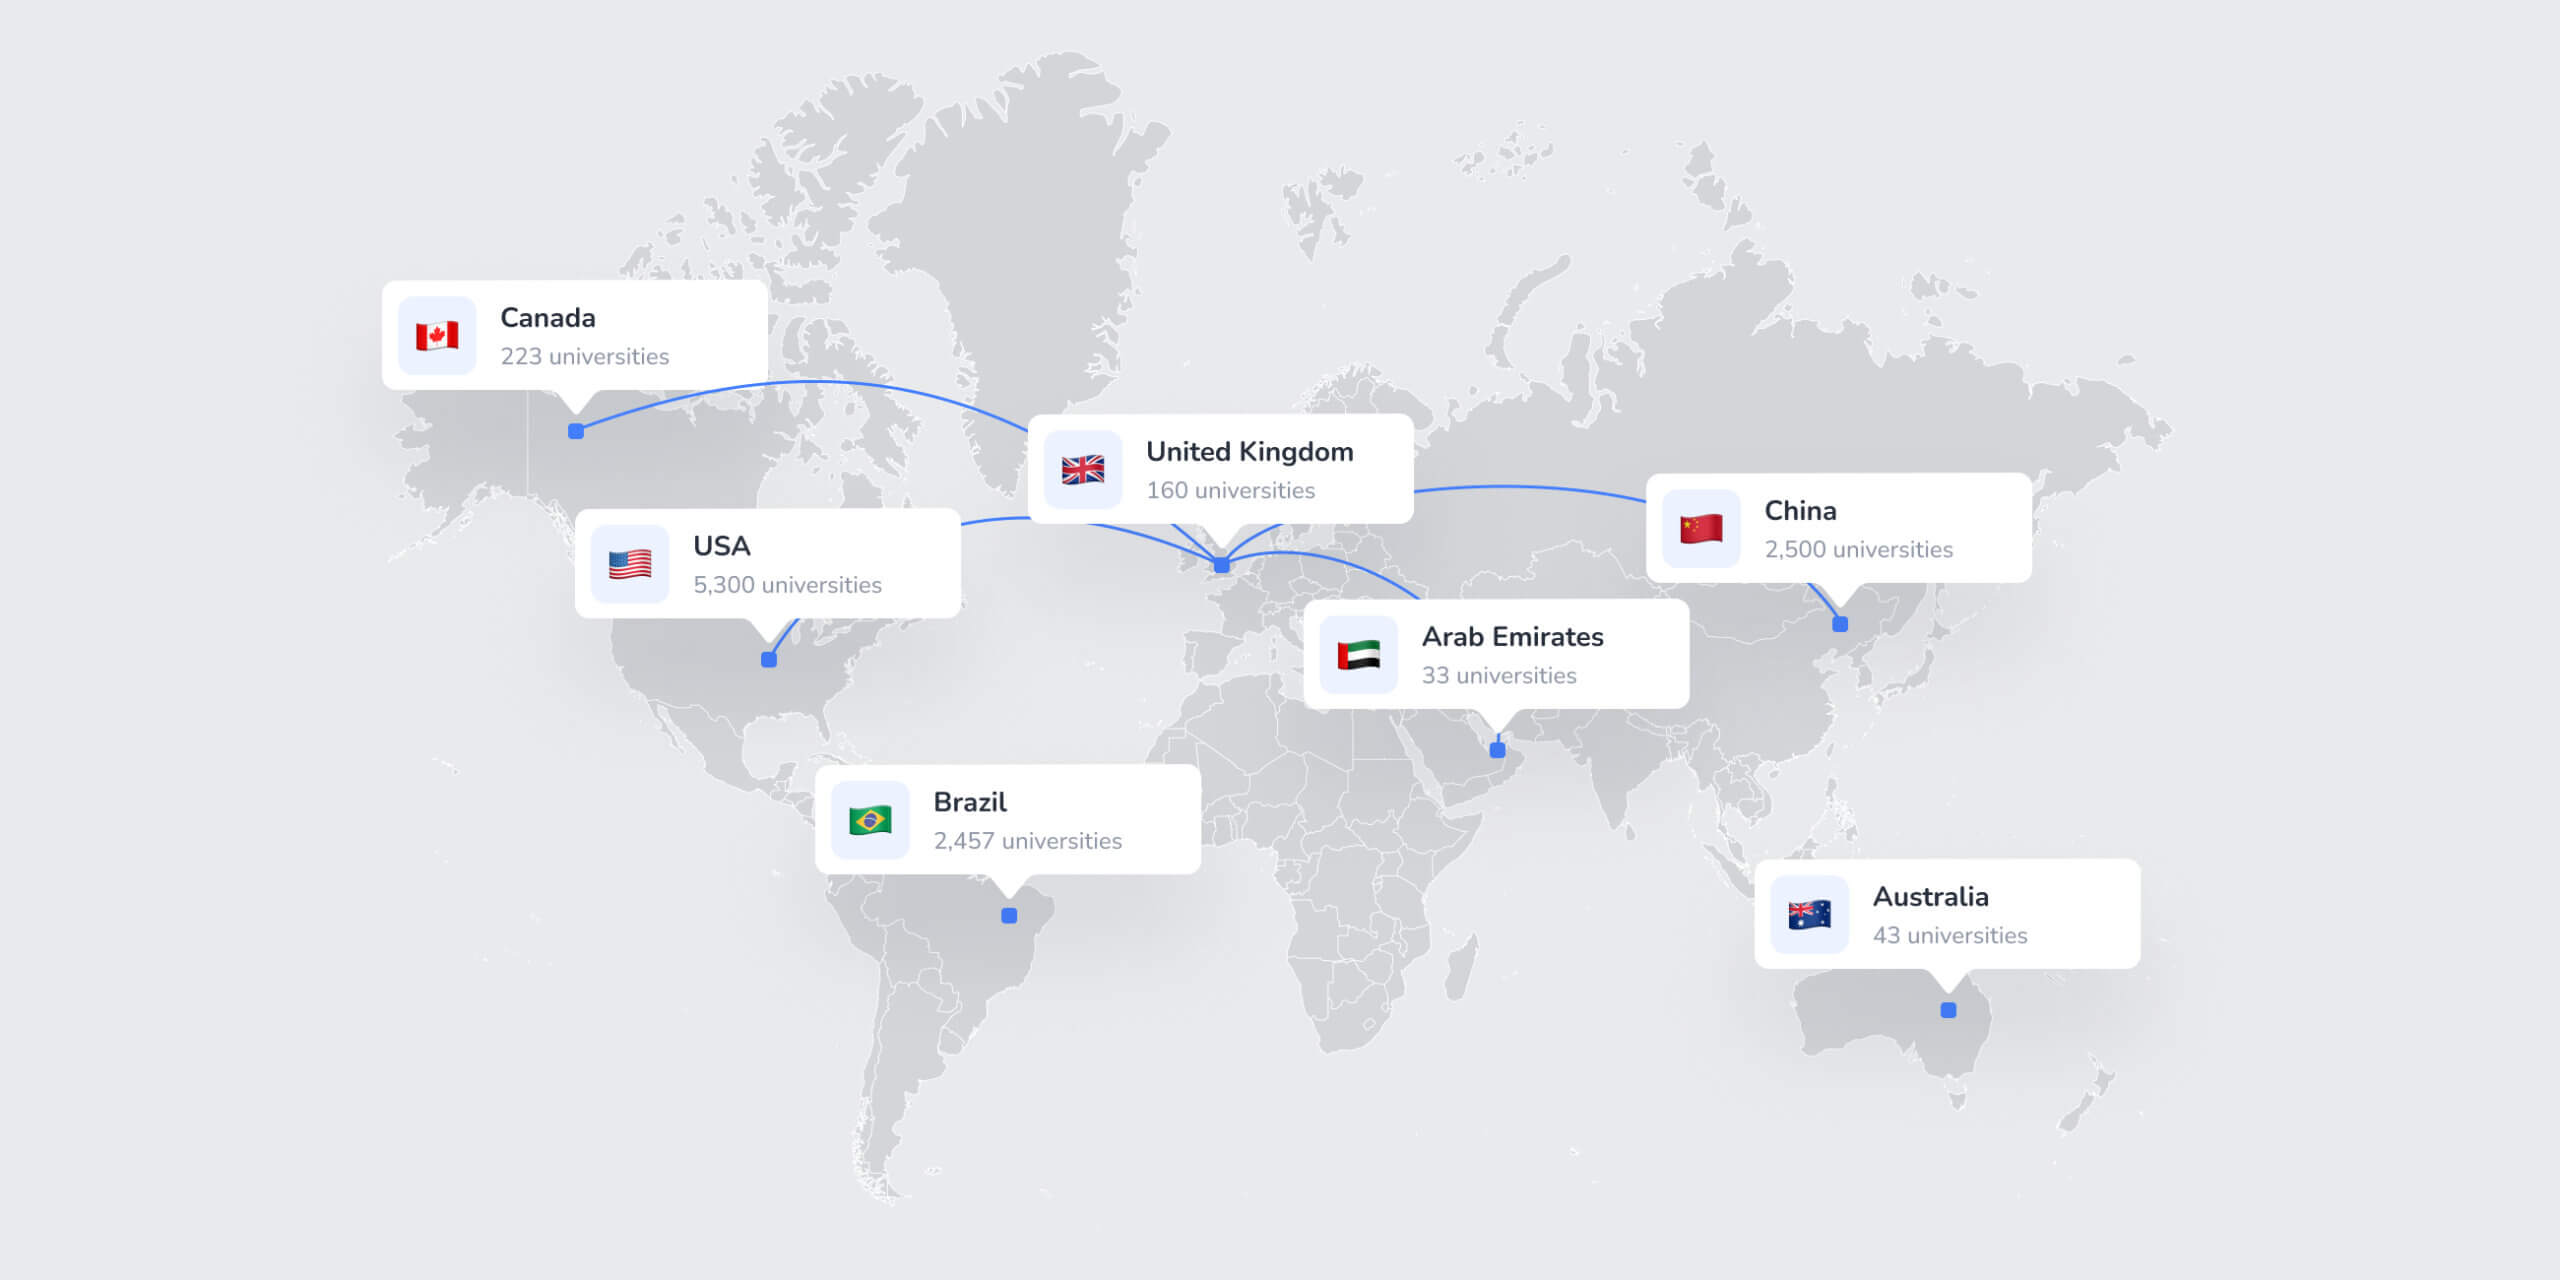 Canada
223 universities
United Kingdom
160 universities
China
2,500 universities
USA
5,300 universities
Arab Emirates
33 universities
Brazil
2,457 universities
Australia
43 universities